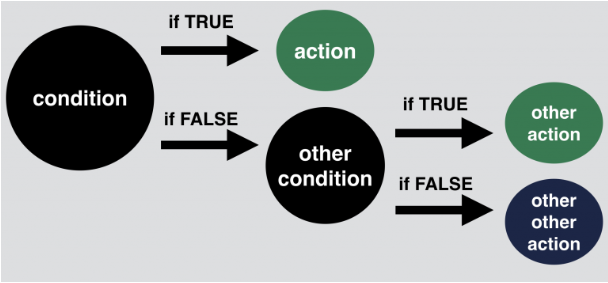 condition
if TRUE
action
if FALSE
other
condition
if TRUE
other
action
if FALSE
other
other
action